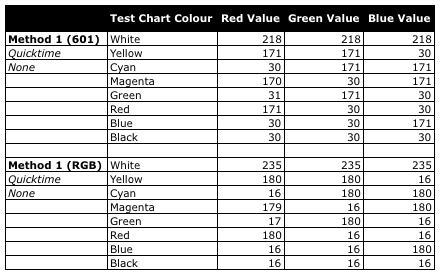 Test Chart Colour Red Value Green Value Blue Value
Method 1 (601) White 218 218 218
Quicktime Yellow 171 171 30
None Cyan 30 171 171
Magenta 170 30 171
Green 31 171 30
Red 171 30 30
Blue 30 30 171
Black 30 30 30
Method 1 (RGB) White 235 235 235
Quicktime Yellow 180 180 16
None Cyan 16 180 180
Magenta 179 16 180
Green 17 180 16
Red 180 16 16
Blue 16 16 180
Black 16 16 16